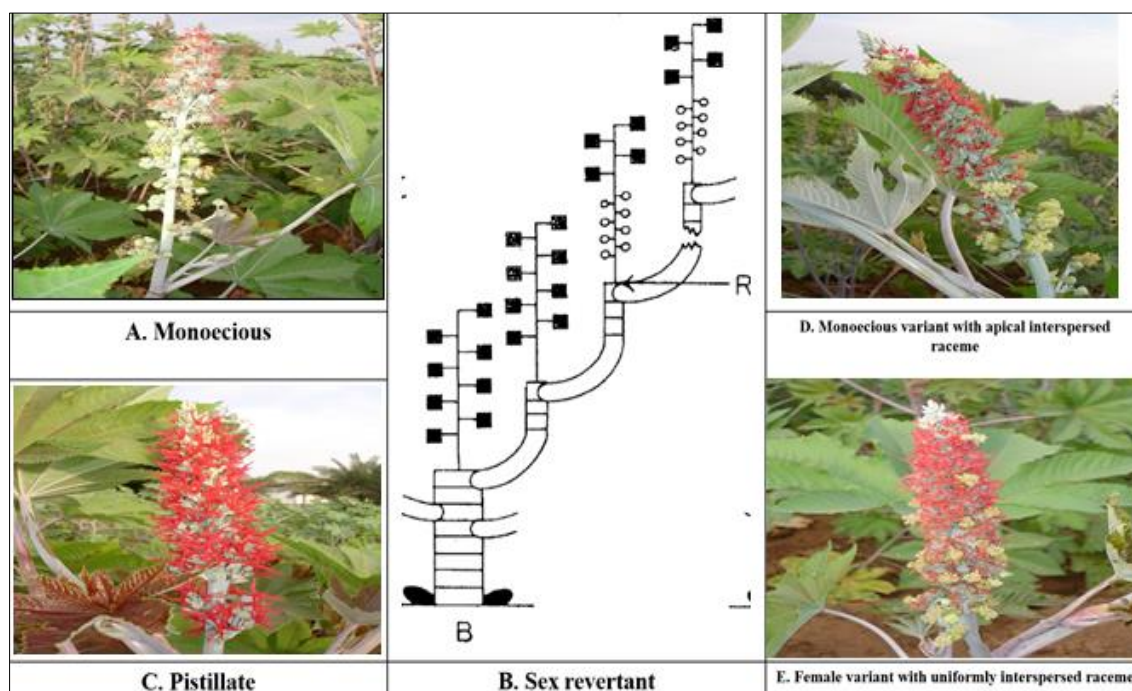 A. Monoecious
R
D. Monoecious variant with apical interspersed
raceme
B
C. Pistillate
B. Sex revertant
E. Female variant with uniformly interspersed raceme